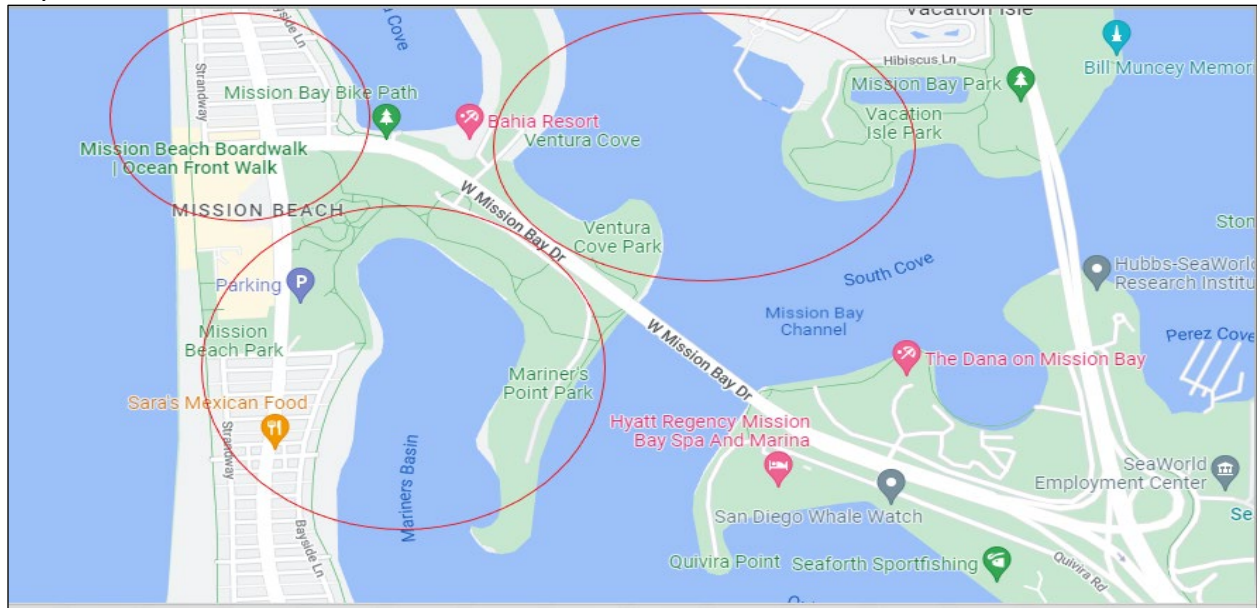 Vacation Isle
Bayside Ln
Cove
Hibiscus Ln
Strandway
Bill Muncey Memor
Mission Bay Bike Path
Mission Bay Park
Bahia Resort
Vacation
Isle Park
Ventura Cove
Mission Beach Boardwalk
| Ocean Front Walk
W Mission Bay Dr
MISSION BEACH
Ventura
Cove Park
Ston
South Cove
Hubbs-SeaWorld
Research Institu
Parking
P
Mission Bay
Channel
Mission
Beach Park
W Mission Bay Dr
Perez Cove
The Dana on Mission Bay
Mariner's
Point Park
Sara's Mexican Food
Hyatt Regency Mission
Bay Spa And Marina
Strandway
Mariners Basin
SeaWorld
Employment Center
San Diego Whale Watch
Se
Bayside Ln
Quivira Point
Seaforth Sportfishing
Quivira Rd